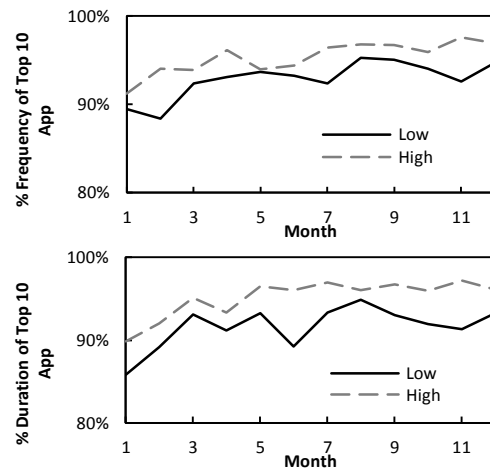 % Frequency of Top 10
App
100%
90%
80%
Low
High
1 3 5 7 9 11
Month
% Duration of Top 10
App
100%
90%
80%
Low
High
1 3 5 7 9 11
Month